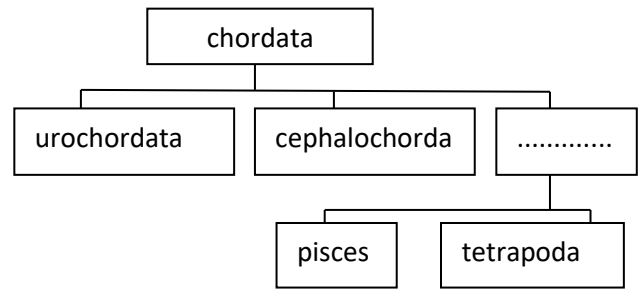 chordata
urochordata
cephalochorda
.............
pisces
tetrapoda